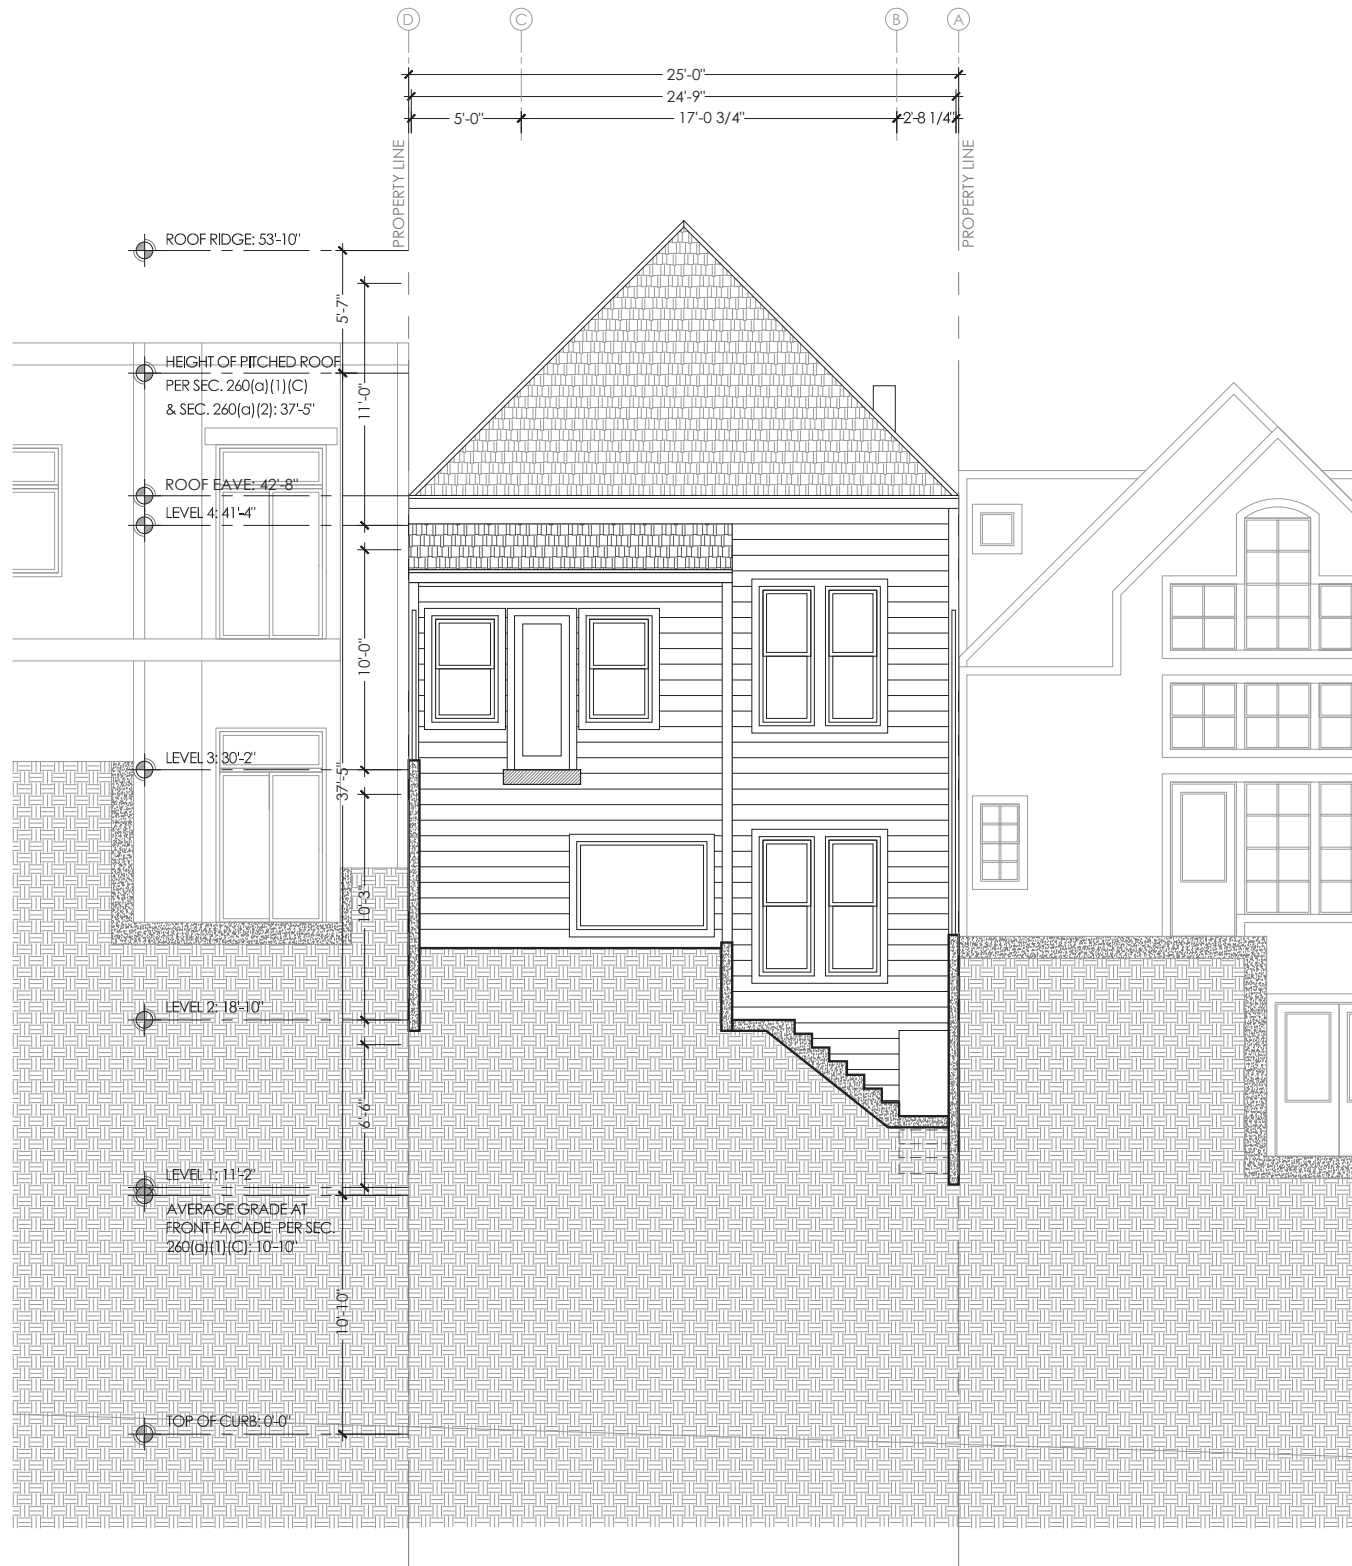 D C B A
25'-0"
24'-9"
5'-0" 17'-0 3/4" 2'-8 1/4"
PROPERTY LINE
PROPERTY LINE
ROOF RIDGE: 53'-10"
5'-7"
HEIGHT OF PITCHED ROOF
PER SEC. 260(a)(1)(C)
& SEC. 260(a)(2): 37'-5"
11'-0"
ROOF EAVE: 42'-8"
LEVEL 4: 41'-4"
10'-0"
LEVEL 3: 30'-2"
37'-5"
10'-3"
LEVEL 2: 18'-10"
6'-6"
LEVEL 1: 11'-2"
AVERAGE GRADE AT
FRONT FACADE PER SEC.
260(a)(1)(C): 10'-10"
10'-10"
TOP OF CURB: 0'-0"